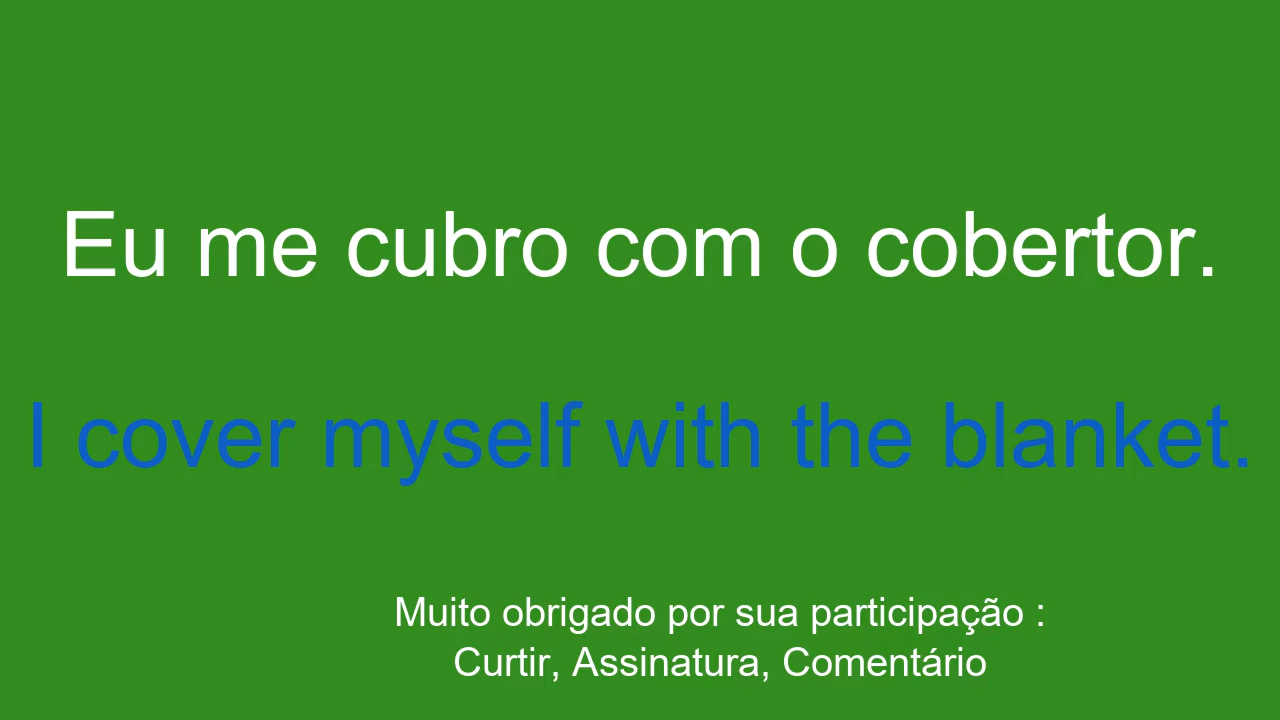 Eu me cubro com o cobertor.
I cover myself with the blanket.
Muito obrigado por sua participação :
Curtir, Assinatura, Comentário